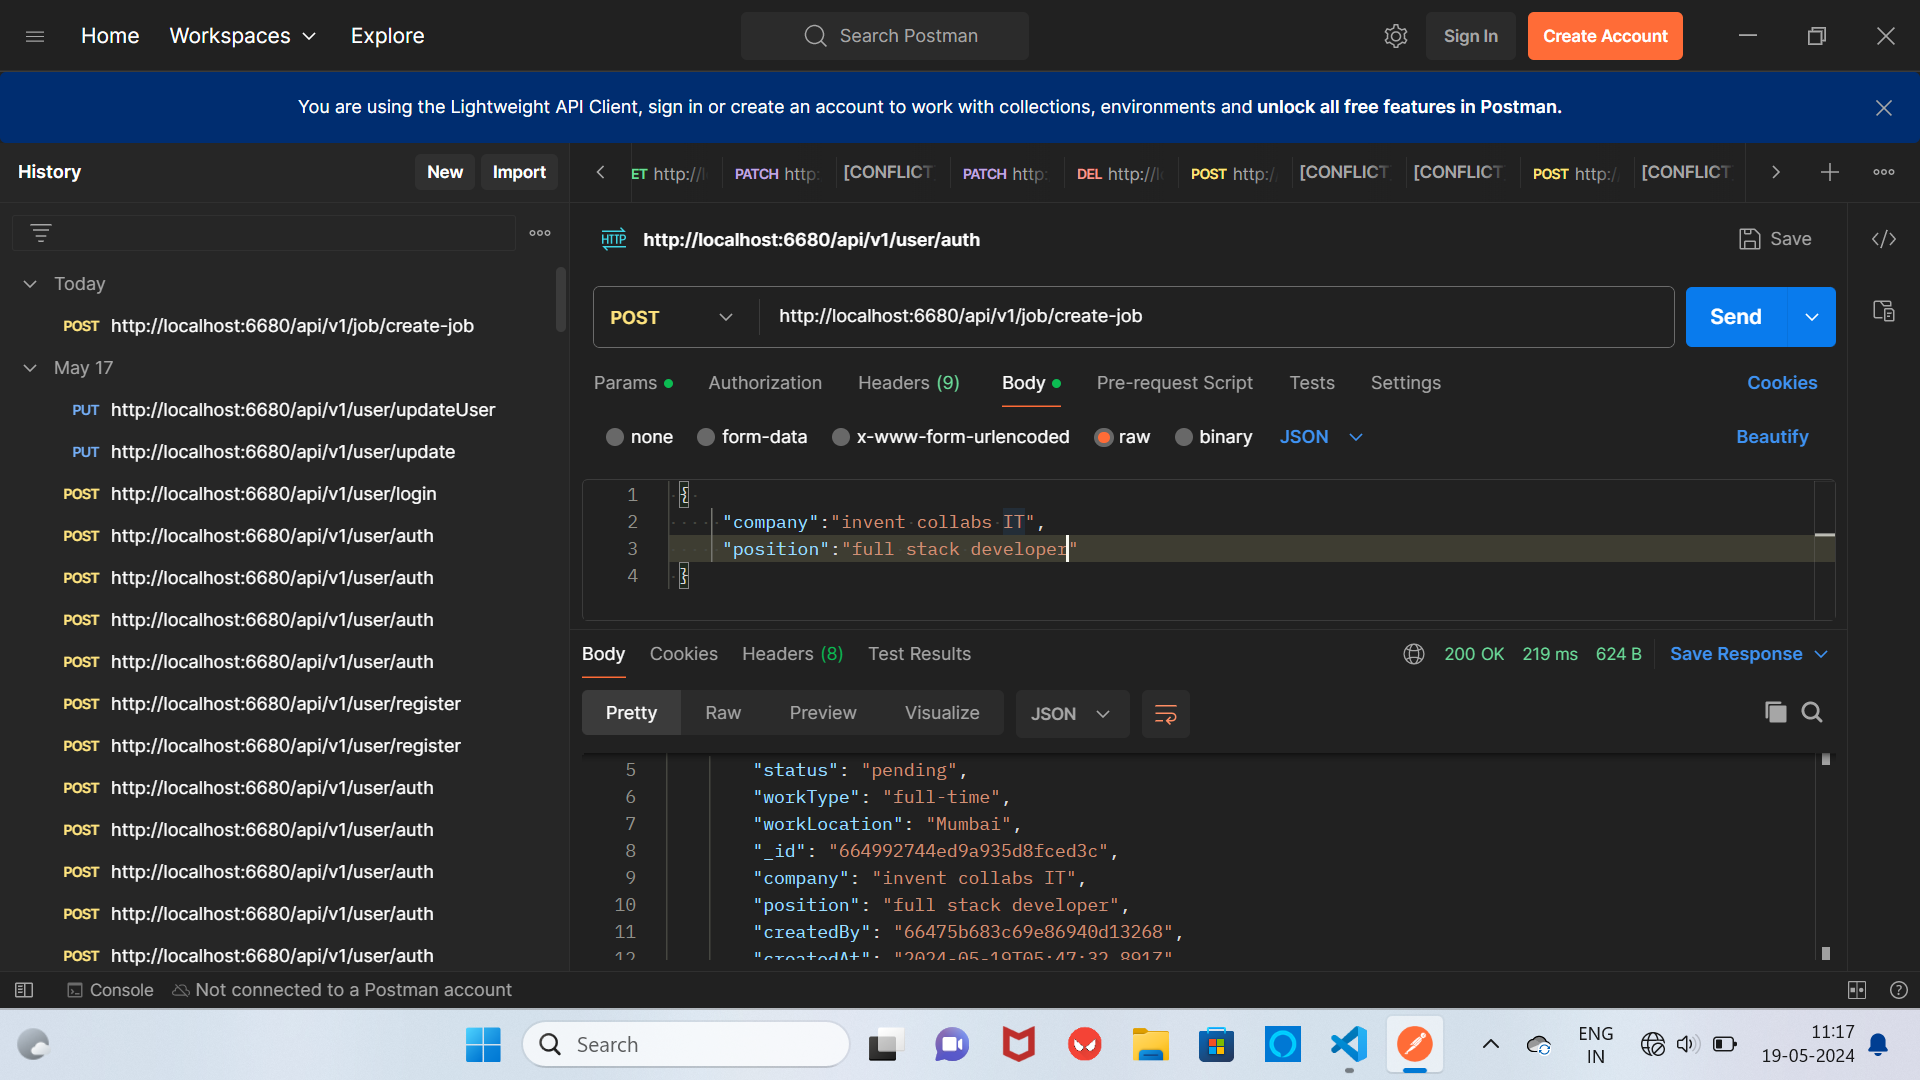 Home
Workspaces
Explore
Search Postman
Sign In
Create Account
You are using the Lightweight API Client, sign in or create an account to work with collections, environments and unlock all free features in Postman.
History
New
Import
ET http://l
PATCH http:
[CONFLICT
PATCH http:
DEL http://l
POST http:/
[CONFLICT
[CONFLICT
POST http:/
[CONFLICT
Today
POST http://localhost:6680/api/v1/job/create-job
May 17
PUT http://localhost:6680/api/v1/user/updateUser
PUT http://localhost:6680/api/v1/user/update
POST http://localhost:6680/api/v1/user/login
POST http://localhost:6680/api/v1/user/auth
POST http://localhost:6680/api/v1/user/auth
POST http://localhost:6680/api/v1/user/auth
POST http://localhost:6680/api/v1/user/auth
POST http://localhost:6680/api/v1/user/register
POST http://localhost:6680/api/v1/user/register
POST http://localhost:6680/api/v1/user/auth
POST http://localhost:6680/api/v1/user/auth
POST http://localhost:6680/api/v1/user/auth
POST http://localhost:6680/api/v1/user/auth
POST http://localhost:6680/api/v1/user/auth
HTTP http://localhost:6680/api/v1/user/auth
Save
POST http://localhost:6680/api/v1/job/create-job
Send
Params
Authorization
Headers (9)
Body
Pre-request Script
Tests
Settings
Cookies
none
form-data
x-www-form-urlencoded
raw
binary
JSON
Beautify
1 {
2 "company":"invent collabs IT",
3 "position":"full stack developer"
4 }
Body
Cookies
Headers (8)
Test Results
200 OK
219 ms
624 B
Save Response
Pretty
Raw
Preview
Visualize
JSON
5 "status": "pending",
6 "workType": "full-time",
7 "workLocation": "Mumbai",
8 "_id": "664992744ed9a935d8fced3c",
9 "company": "invent collabs IT",
10 "position": "full stack developer",
11 "createdBy": "66475b683c69e86940d13268",
12 "createdAt": "2024-05-19T05:47:32.891Z"
Console
Not connected to a Postman account
Search
ENG
IN
11:17
19-05-2024